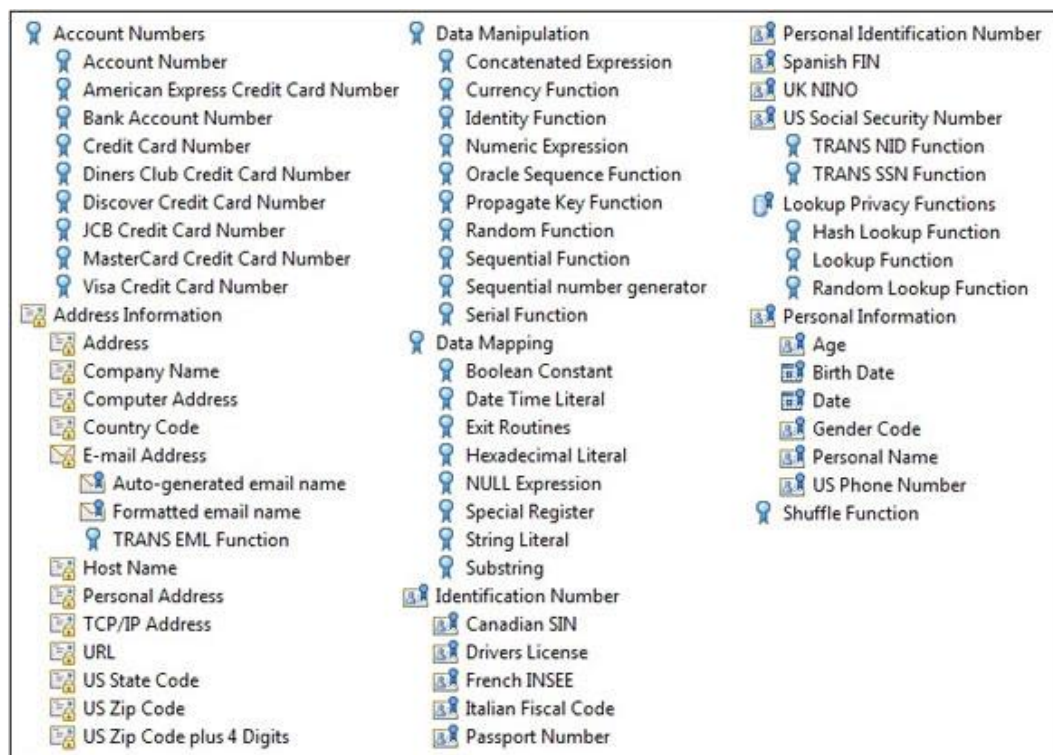 Account Numbers
Account Number
American Express Credit Card Number
Bank Account Number
Credit Card Number
Diners Club Credit Card Number
Discover Credit Card Number
JCB Credit Card Number
MasterCard Credit Card Number
Visa Credit Card Number
Address Information
Address
Company Name
Computer Address
Country Code
E-mail Address
Auto-generated email name
Formatted email name
TRANS EML Function
Host Name
Personal Address
TCP/IP Address
URL
US State Code
US Zip Code
US Zip Code plus 4 Digits
Data Manipulation
Concatenated Expression
Currency Function
Identity Function
Numeric Expression
Oracle Sequence Function
Propagate Key Function
Random Function
Sequential Function
Sequential number generator
Serial Function
Data Mapping
Boolean Constant
Date Time Literal
Exit Routines
Hexadecimal Literal
NULL Expression
Special Register
String Literal
Substring
Identification Number
Canadian SIN
Drivers License
French INSEE
Italian Fiscal Code
Passport Number
Personal Identification Number
Spanish FIN
UK NINO
US Social Security Number
TRANS NID Function
TRANS SSN Function
Lookup Privacy Functions
Hash Lookup Function
Lookup Function
Random Lookup Function
Personal Information
Age
Birth Date
Date
Gender Code
Personal Name
US Phone Number
Shuffle Function